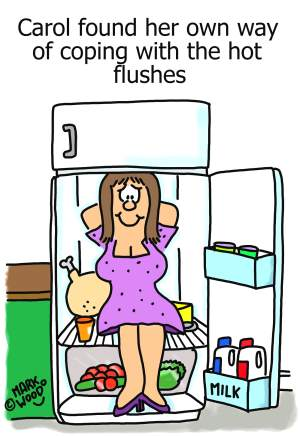 Carol found her own way
of coping with the hot
flushes
MILK
© MARK
WOOD